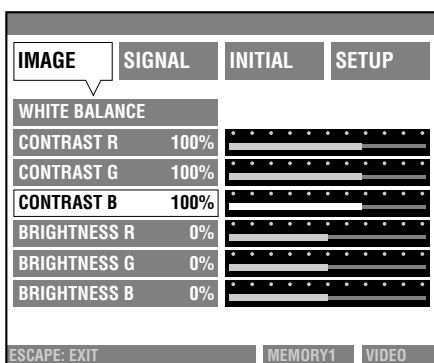 IMAGE SIGNAL INITIAL SETUP
WHITE BALANCE
CONTRAST R 100%
CONTRAST G 100%
CONTRAST B 100%
BRIGHTNESS R 0%
BRIGHTNESS G 0%
BRIGHTNESS B 0%
ESCAPE: EXIT MEMORY1 VIDEO